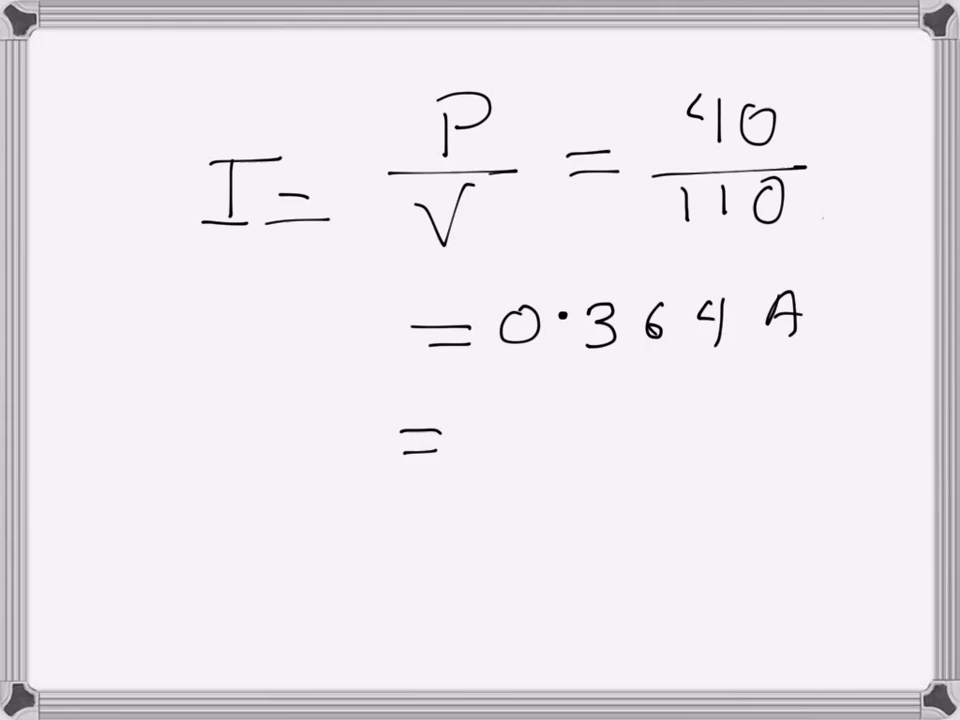 I = P/V = 40/110
= 0.364 A
=